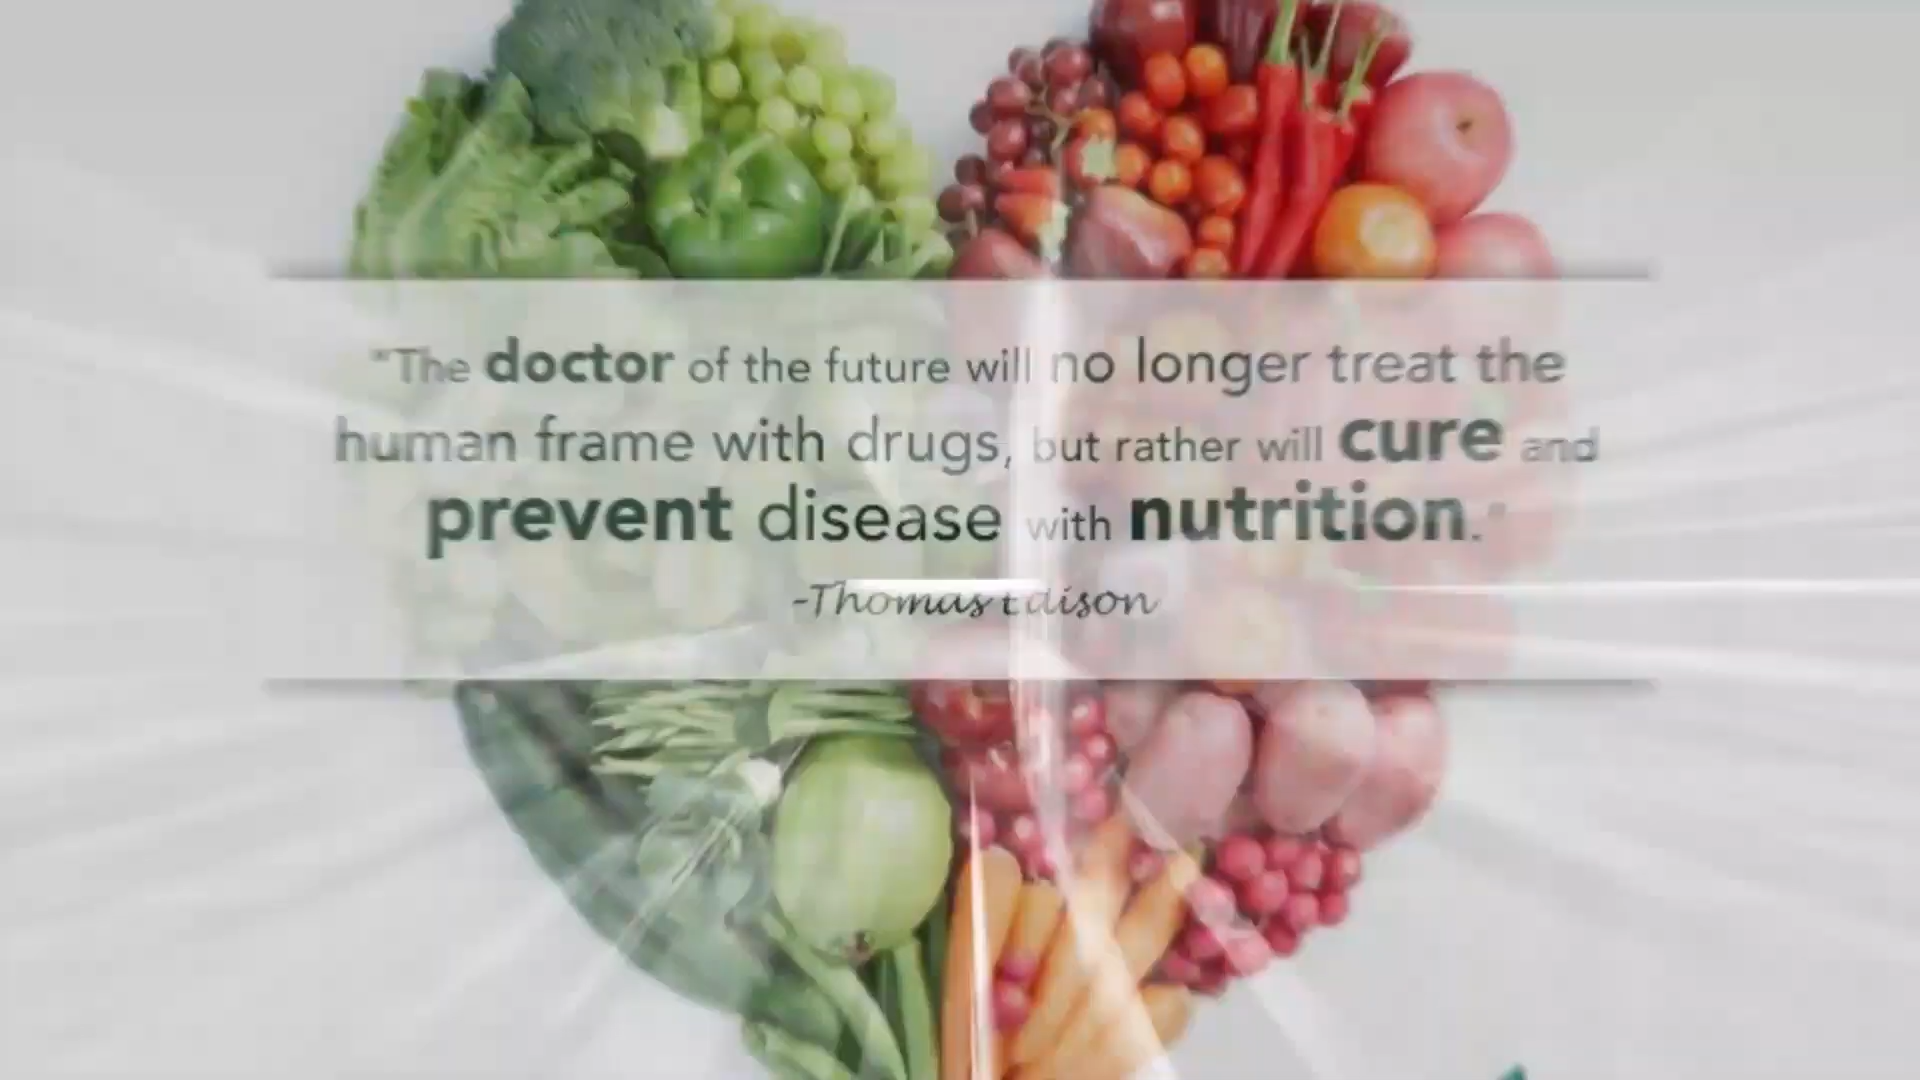 "The doctor of the future will no longer treat the
human frame with drugs, but rather will cure and
prevent disease with nutrition."
-Thomas Edison